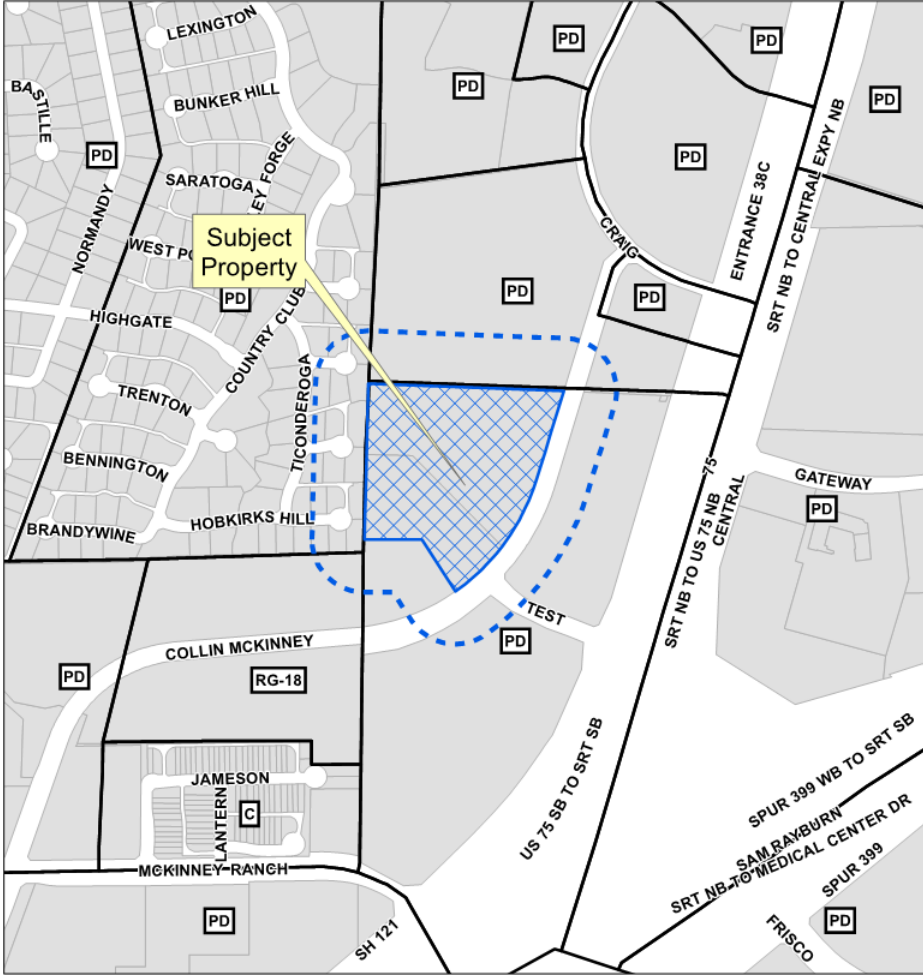 LEXINGTON
PD
PD
BASTILLE
BUNKER HILL
PD
PD
PD
PD
SARATOGA
LEY FORGE
NORMANDY
Subject
Property
WEST PO
PD
COUNTRY CLUB
CRAIG
ENTRANCE 38C
SRT NB TO CENTRAL EXPY NB
PD
PD
HIGHGATE
TICONDEROGA
TRENTON
BENNINGTON
BRANDYWINE
HOBKIRKS HILL
75
GATEWAY
PD
SRT NB TO US 75 NB
CENTRAL
TEST
PD
COLLIN MCKINNEY
PD
RG-18
JAMESON
LANTERN
C
MCKINNEY RANCH
US 75 SB TO SRT SB
SPUR 399 WB TO SRT SB
SAM RAYBURN
SRT NB TO MEDICAL CENTER DR
SPUR 399
PD
SH 121
FRISCO
PD